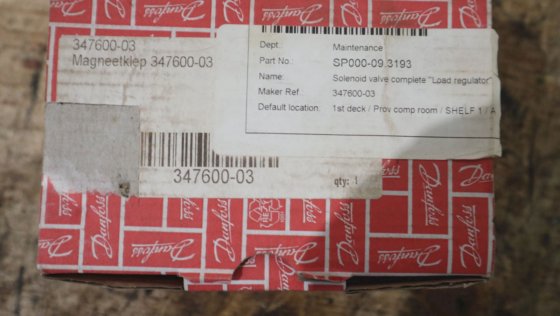 347600-03
Magneetklep 347600-03
Dept.: Maintenance
Part No.: SP000-09.3193
Name: Solenoid valve complete "Load regulator"
Maker Ref 347600-03
Default location: 1st deck / Prov comp room / SHELF 1 / A
347600-03
qty: 1
Danfoss